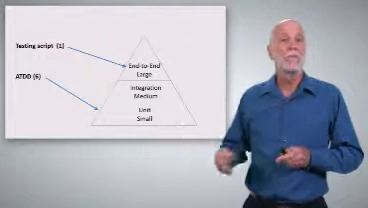 Testing script (1)
ATDD (6)
End-to-End
Large
Integration
Medium
Unit
Small